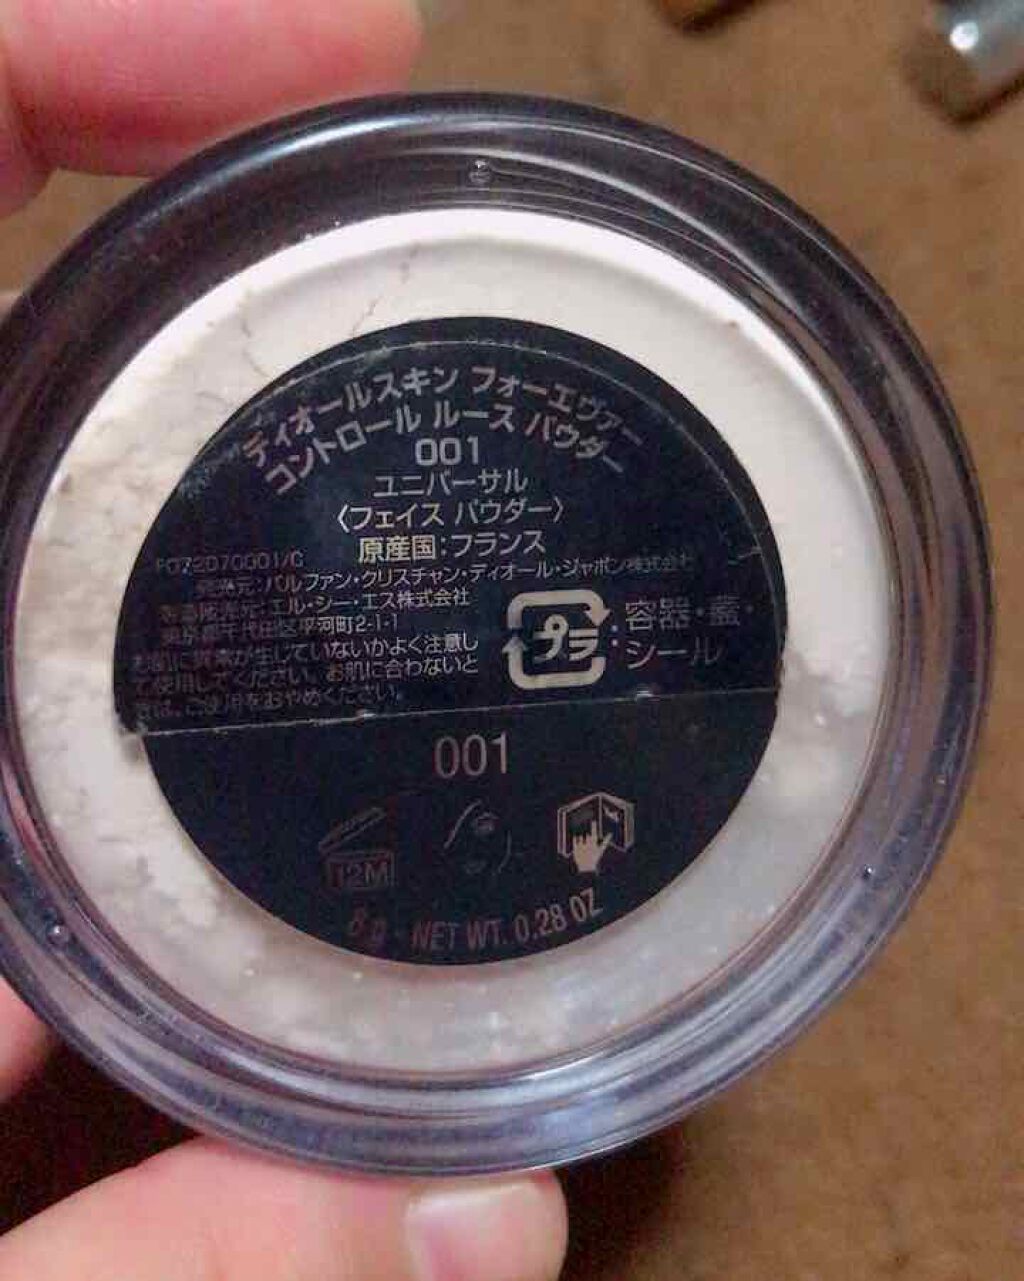 ディオールスキン フォーエヴァー
コントロール ルース パウダー
001
ユニバーサル
〈フェイス パウダー〉
原産国:フランス
F072070001/C
発売元:パルファン・クリスチャン・ディオール・ジャポン株式会社
製造販売元:エル・シー・エス株式会社
東京都千代田区平河町2-1-1
お肌に異常が生じていないかよく注意し
て使用してください。お肌に合わないと
きは、ご使用をおやめください。
プラ
:容器・蓋・
シール
001
12M
8 g - NET WT. 0.28 OZ